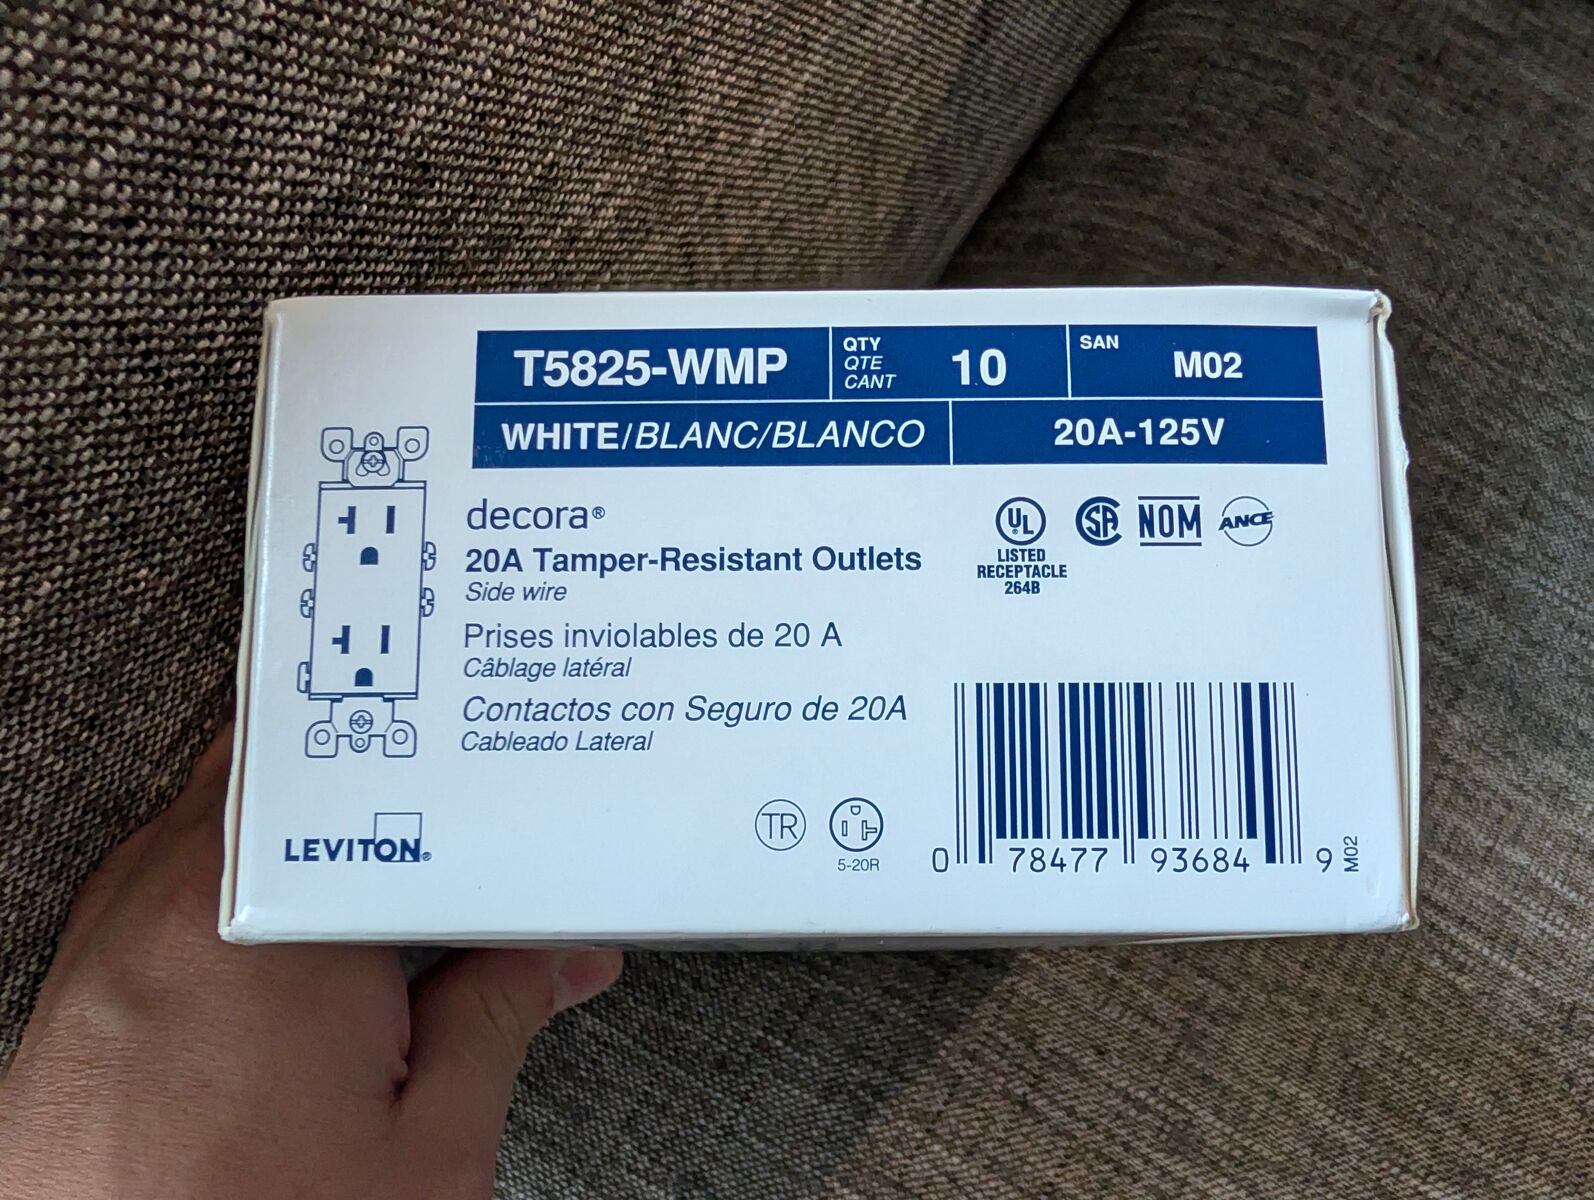 T5825-WMP
QTY
QTE
CANT
10
SAN
M02
WHITE/BLANC/BLANCO
20A-125V
decora®
20A Tamper-Resistant Outlets
Side wire
Prises inviolables de 20 A
Câblage latéral
Contactos con Seguro de 20A
Cableado Lateral
UL
LISTED
RECEPTACLE
264B
SA
NOM
ANCE
LEVITON®
TR
5-20R
0 78477 93684 9
M02